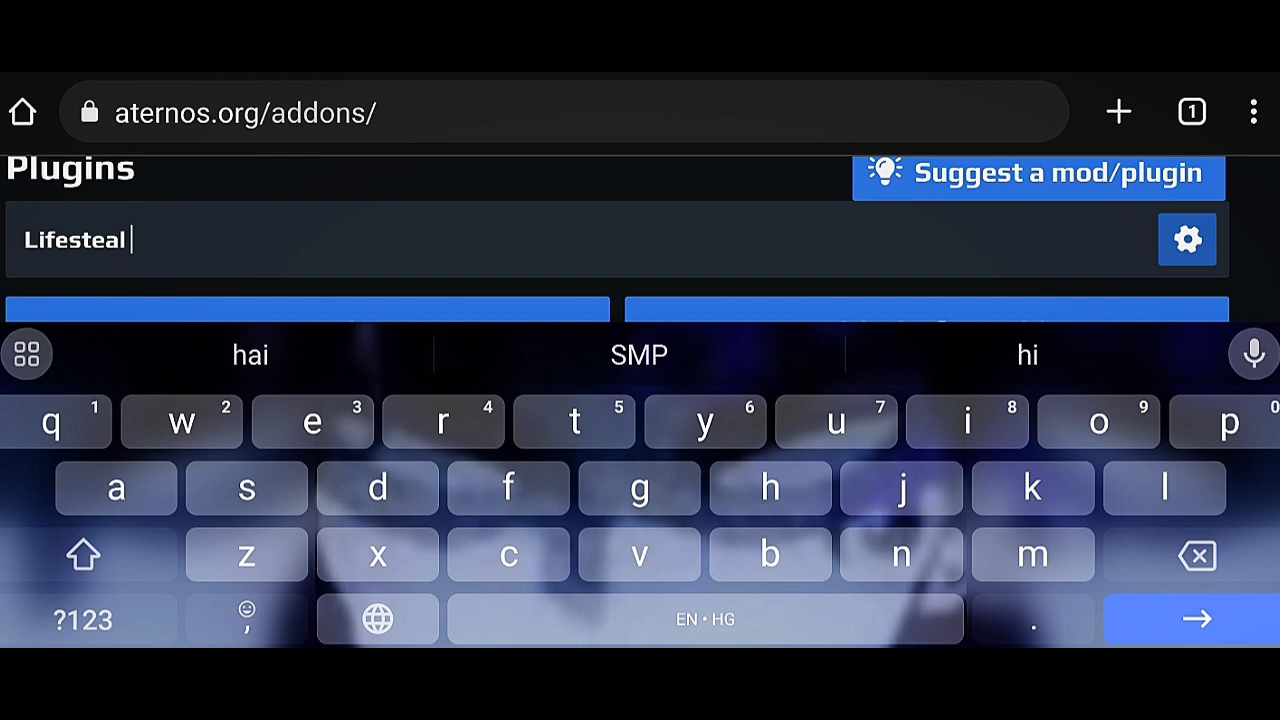 aternos.org/addons/
1
Plugins
Suggest a mod/plugin
Lifesteal
hai SMP hi
q 1 w 2 e 3 r 4 t 5 y 6 u 7 i 8 o 9 p 0
a s d f g h j k l
z x c v b n m
?123 , EN • HG .